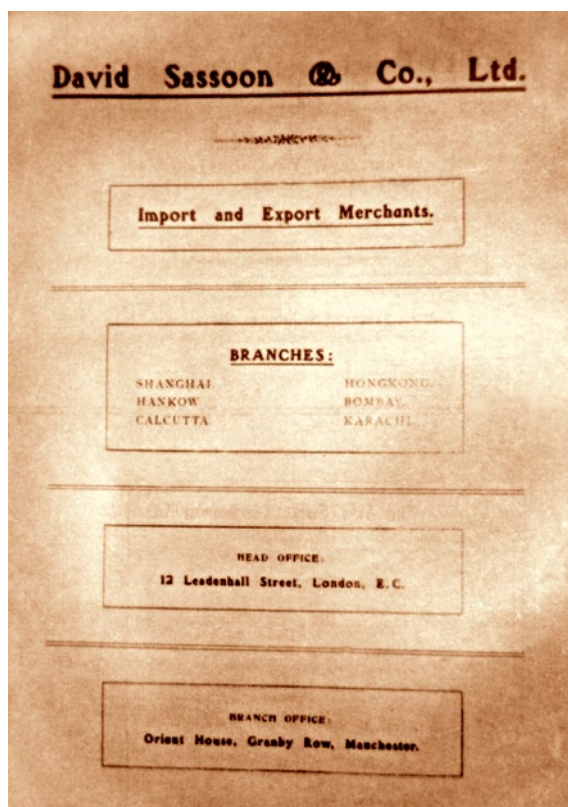 David Sassoon & Co., Ltd.
Import and Export Merchants.
BRANCHES:
SHANGHAI. HONGKONG.
HANKOW BOMBAY.
CALCUTTA. KARACHI.
HEAD OFFICE:
12 Leadenhall Street, London, E.C.
BRANCH OFFICE:
Orient House, Granby Row, Manchester.